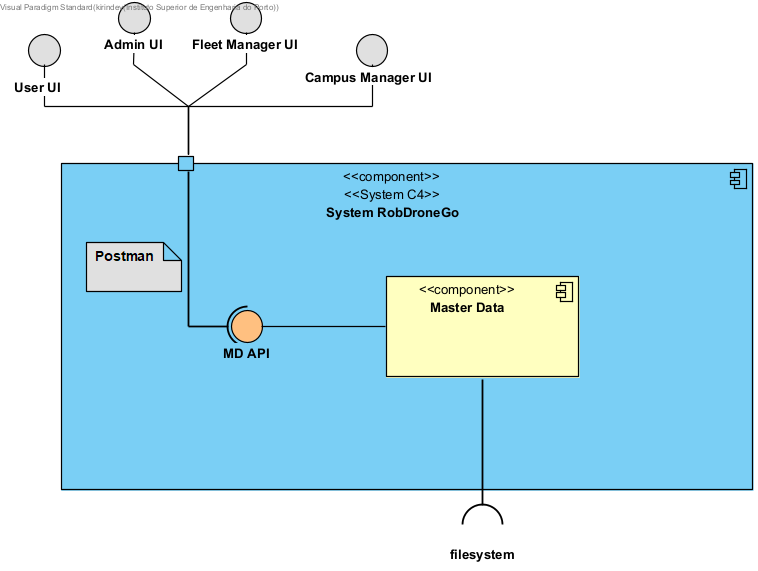 Visual Paradigm Standard(kirindev(Instituto Superior de Engenharia do Porto))
Admin UI
Fleet Manager UI
Campus Manager UI
User UI
<<component>>
<<System C4>>
System RobDroneGo
Postman
<<component>>
Master Data
MD API
filesystem